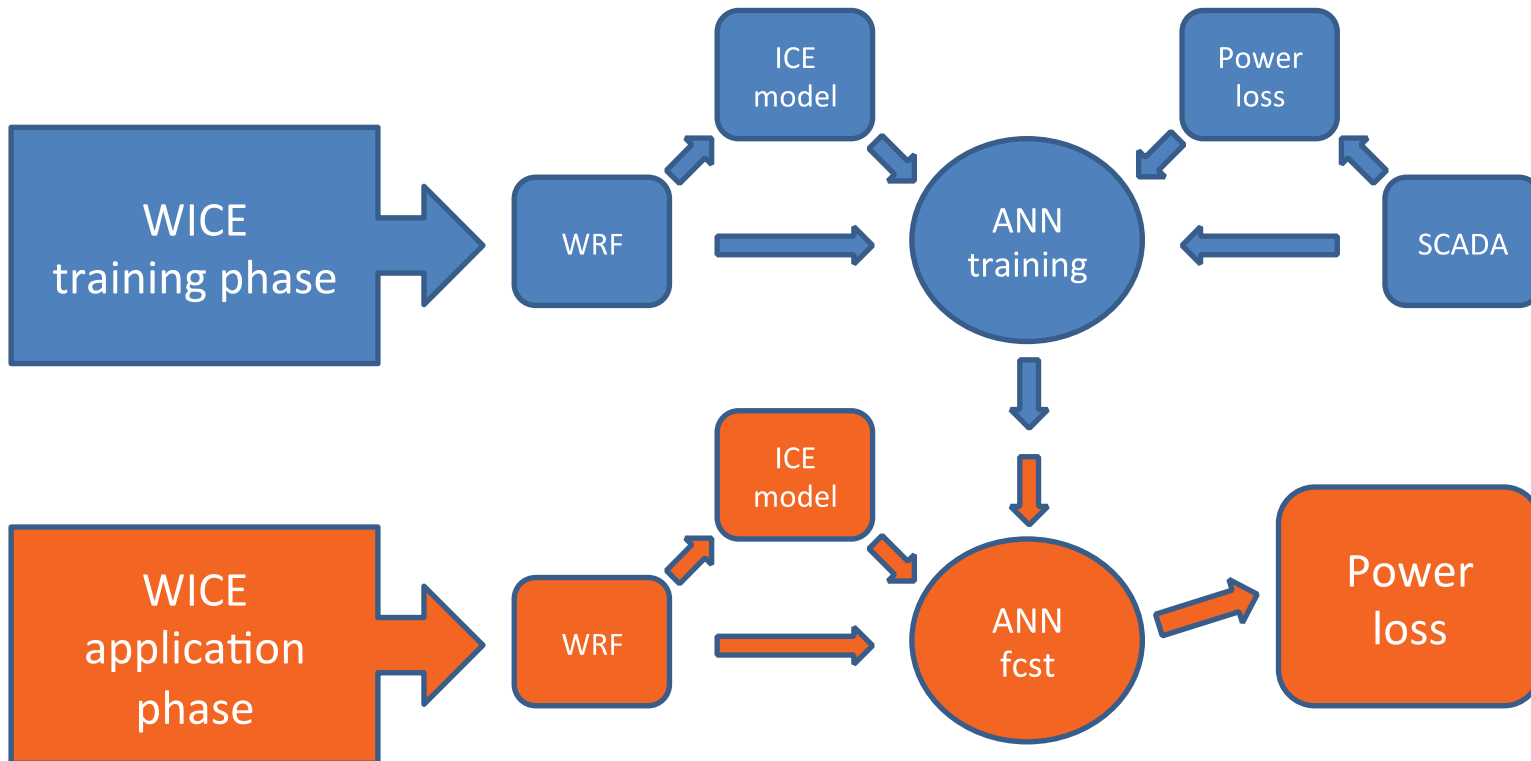 ICE
model
Power
loss
WICE
training phase
WRF
ANN
training
SCADA
ICE
model
WICE
application
phase
WRF
ANN
fcst
Power
loss